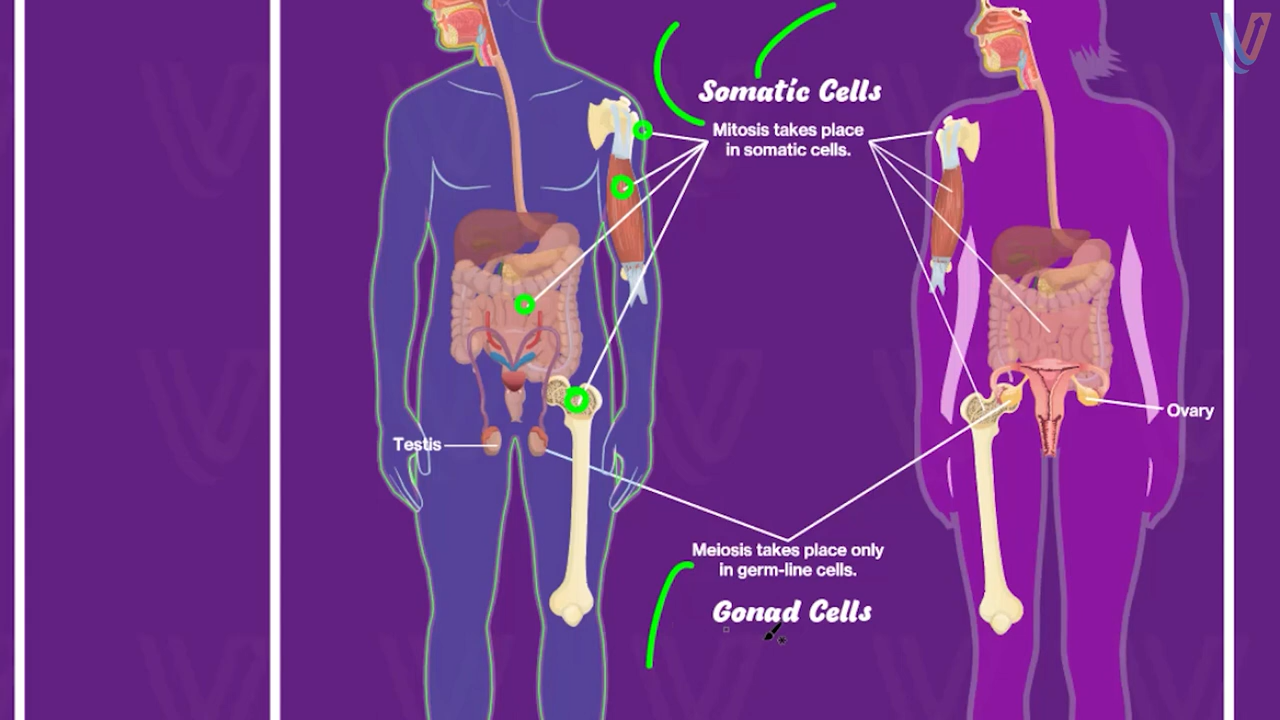 Somatic Cells
Mitosis takes place
in somatic cells.
Testis
Ovary
Meiosis takes place only
in germ-line cells.
Gonad Cells